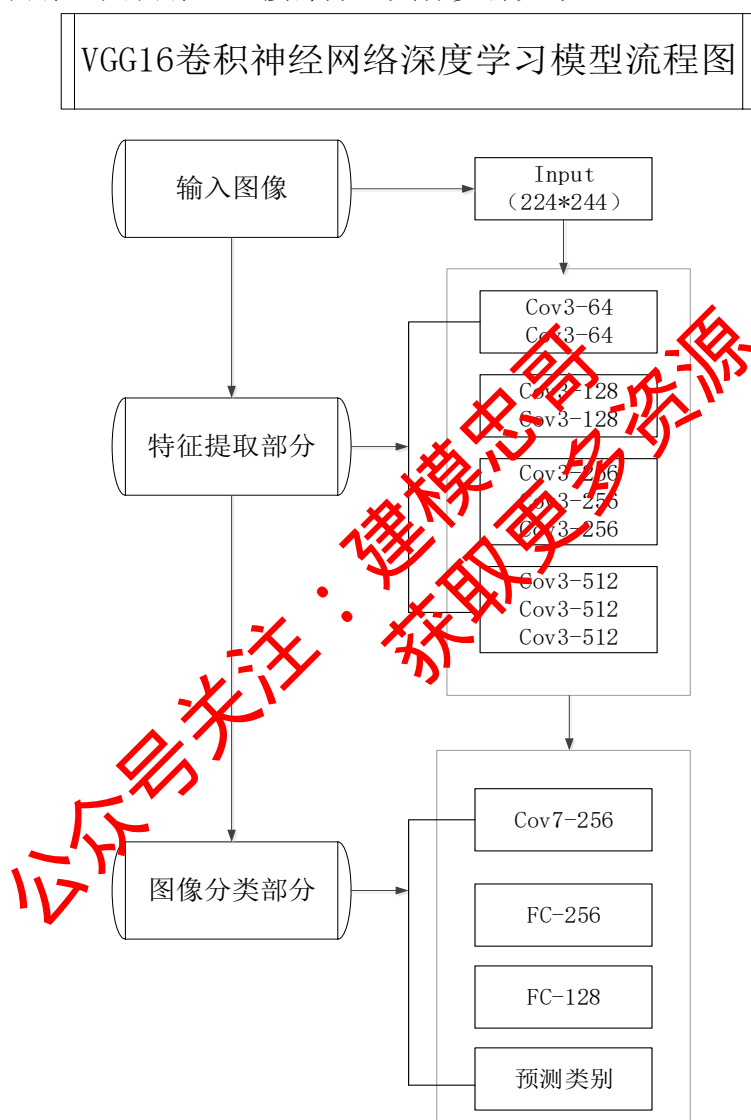 VGG16卷积神经网络深度学习模型流程图
输入图像
Input
（224*244）
Cov3-64
Cov3-64
Cov3-128
Cov3-128
特征提取部分
Cov3-256
Cov3-256
Cov3-256
Cov3-512
Cov3-512
Cov3-512
Cov7-256
图像分类部分
FC-256
FC-128
预测类别
公众号关注：建模忠哥
获取更多资源